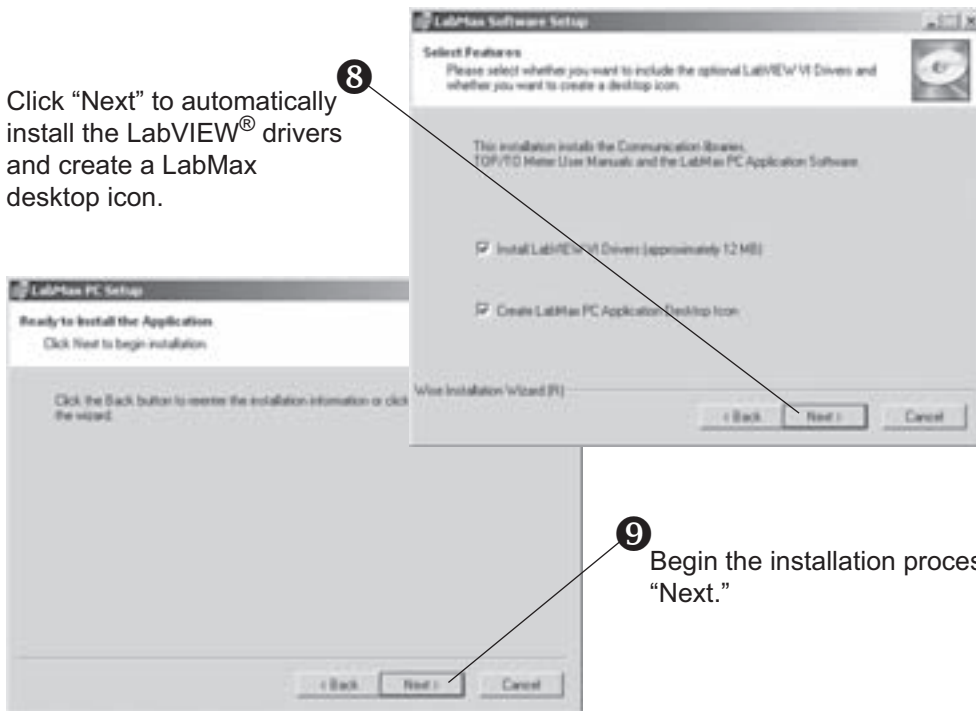 8
Click “Next” to automatically
install the LabVIEW® drivers
and create a LabMax
desktop icon.
LabMax Software Setup
Select Features
Please select whether you want to include the optional LabVIEW VI Drivers and
whether you want to create a desktop icon.
This installation installs the Communication libraries,
TOP/TO Meter User Manuals and the LabMax PC Application Software.
Install LabVIEW VI Drivers (approximately 12 MB)
Create LabMax PC Application Desktop Icon
Wise Installation Wizard (R)
< Back Next > Cancel
LabMax PC Setup
Ready to Install the Application
Click Next to begin installation
Click the Back button to reenter the installation information or click
the wizard.
< Back Next > Cancel
9
Begin the installation proces
“Next.”